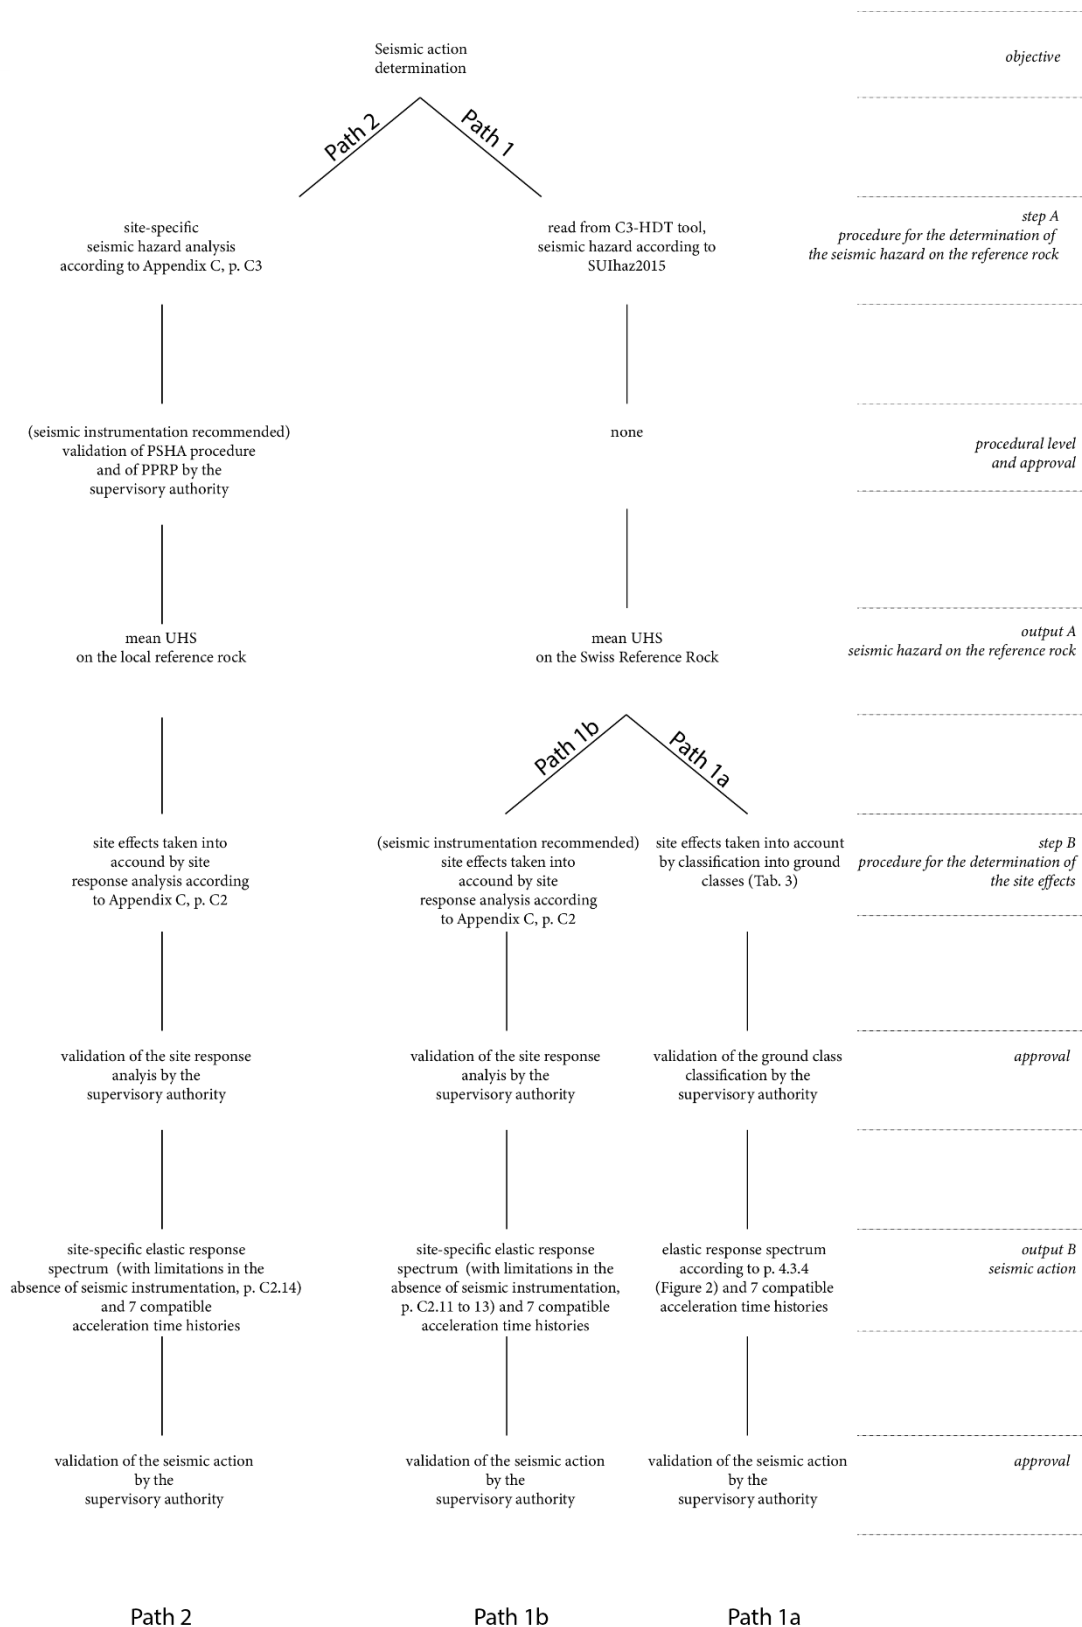 Seismic action
determination
objective
Path 2
Path 1
site-specific
seismic hazard analysis
according to Appendix C, p. C3
read from C3-HDT tool,
seismic hazard according to
SUIhaz2015
step A
procedure for the determination of
the seismic hazard on the reference rock
(seismic instrumentation recommended)
validation of PSHA procedure
and of PPRP by the
supervisory authority
none
procedural level
and approval
mean UHS
on the local reference rock
mean UHS
on the Swiss Reference Rock
output A
seismic hazard on the reference rock
Path 1b
Path 1a
site effects taken into
accound by site
response analysis according
to Appendix C, p. C2
(seismic instrumentation recommended)
site effects taken into
accound by site
response analysis according
to Appendix C, p. C2
site effects taken into account
by classification into ground
classes (Tab. 3)
step B
procedure for the determination of
the site effects
validation of the site response
analyis by the
supervisory authority
validation of the site response
analyis by the
supervisory authority
validation of the ground class
classification by the
supervisory authority
approval
site-specific elastic response
spectrum (with limitations in the
absence of seismic instrumentation, p. C2.14)
and 7 compatible
acceleration time histories
site-specific elastic response
spectrum (with limitations in the
absence of seismic instrumentation,
p. C2.11 to 13) and 7 compatible
acceleration time histories
elastic response spectrum
according to p. 4.3.4
(Figure 2) and 7 compatible
acceleration time histories
output B
seismic action
validation of the seismic action
by the
supervisory authority
validation of the seismic action
by the
supervisory authority
validation of the seismic action
by the
supervisory authority
approval
Path 2
Path 1b
Path 1a